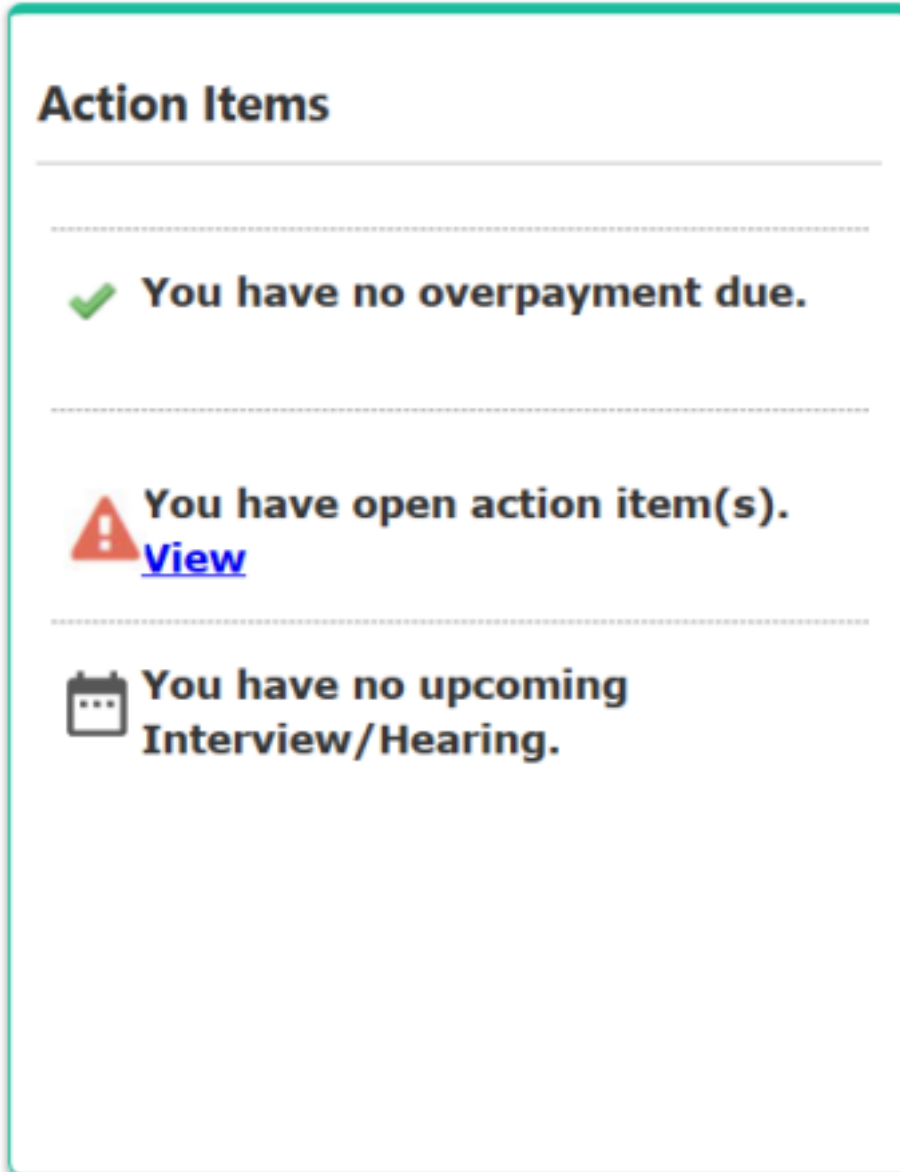 Action Items
You have no overpayment due.
You have open action item(s).
View
You have no upcoming
Interview/Hearing.